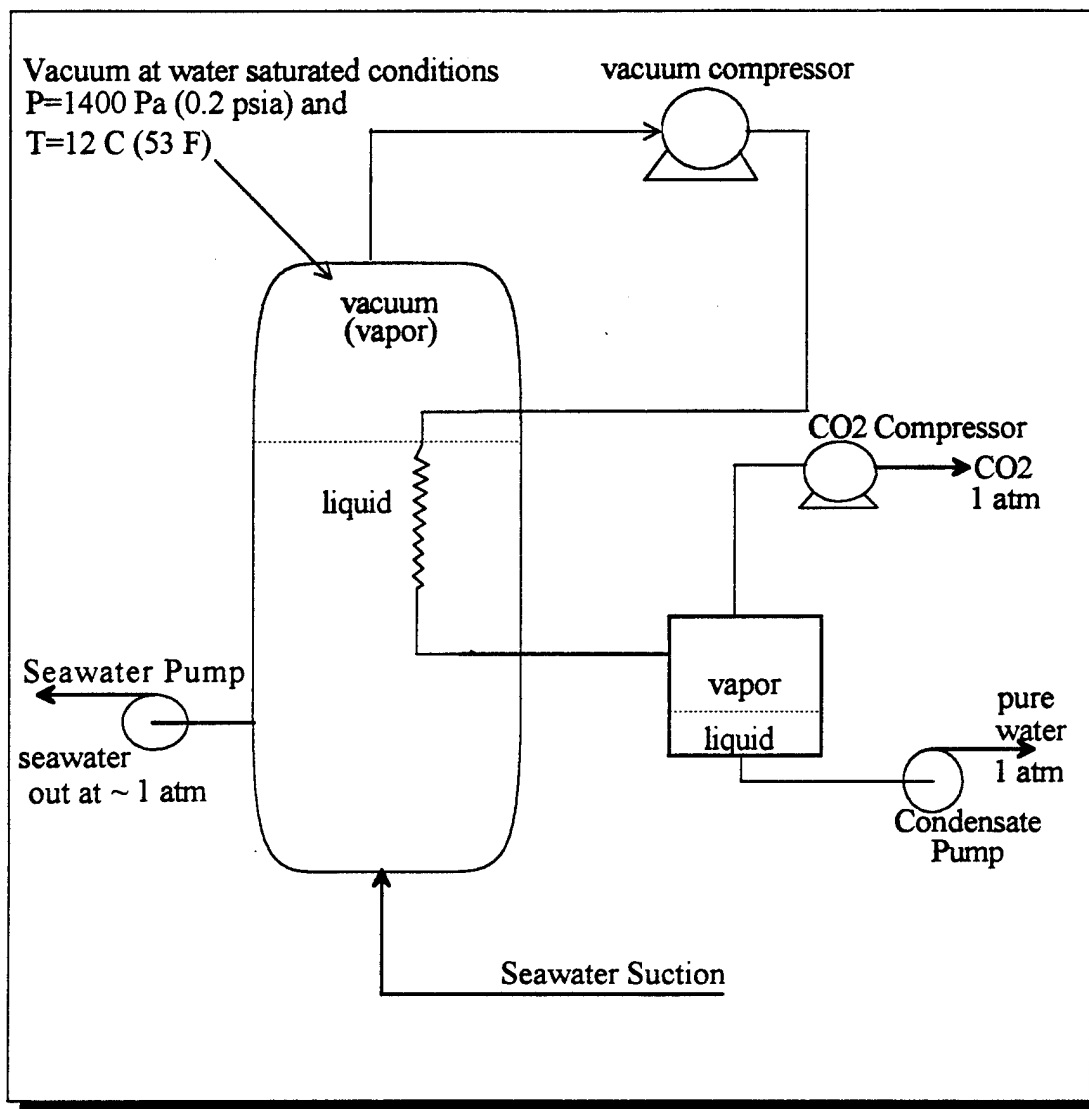 Vacuum at water saturated conditions
P=1400 Pa (0.2 psia) and
T=12 C (53 F)
vacuum compressor
vacuum
(vapor)
CO2 Compressor
CO2
1 atm
liquid
Seawater Pump
seawater
out at ~ 1 atm
vapor
liquid
pure
water
1 atm
Condensate
Pump
Seawater Suction